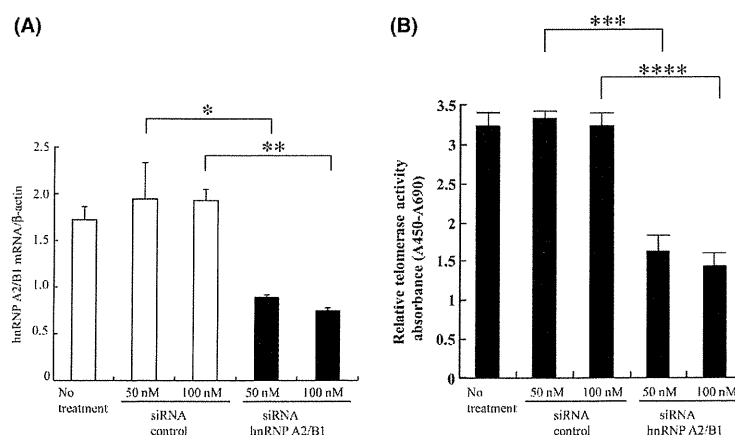 (A)
*
**
hnRNP A2/B1 mRNA/β-actin
2.0
1.5
1.0
0.5
0
No treatment
50 nM 100 nM 50 nM 100 nM
siRNA control
siRNA hnRNP A2/B1
(B)
***
****
Relative telomerase activity
absorbance (A450-A690)
3.5
3
2.5
2
1.5
1
0.5
0
No treatment
50 nM 100 nM 50 nM 100 nM
siRNA control
siRNA hnRNP A2/B1